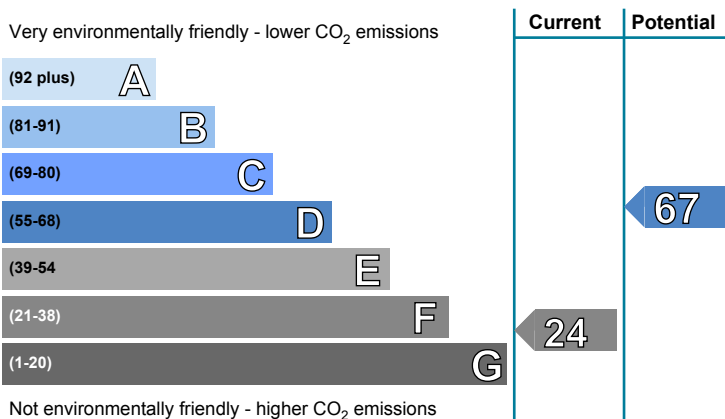 Current Potential
Very environmentally friendly - lower CO2 emissions
(92 plus) A
(81-91) B
(69-80) C
(55-68) D
67
(39-54 E
(21-38) F
24
(1-20) G
Not environmentally friendly - higher CO2 emissions